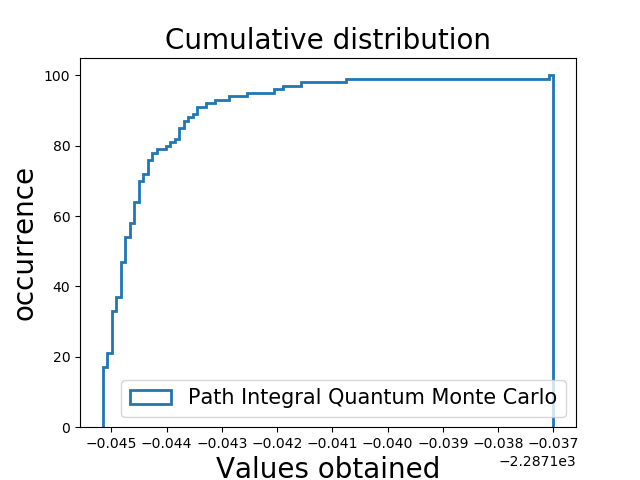 Cumulative distribution
100
80
60
40
20
0
occurrence
Path Integral Quantum Monte Carlo
−0.045 −0.044 −0.043 −0.042 −0.041 −0.040 −0.039 −0.038 −0.037
−2.2871e3
Values obtained